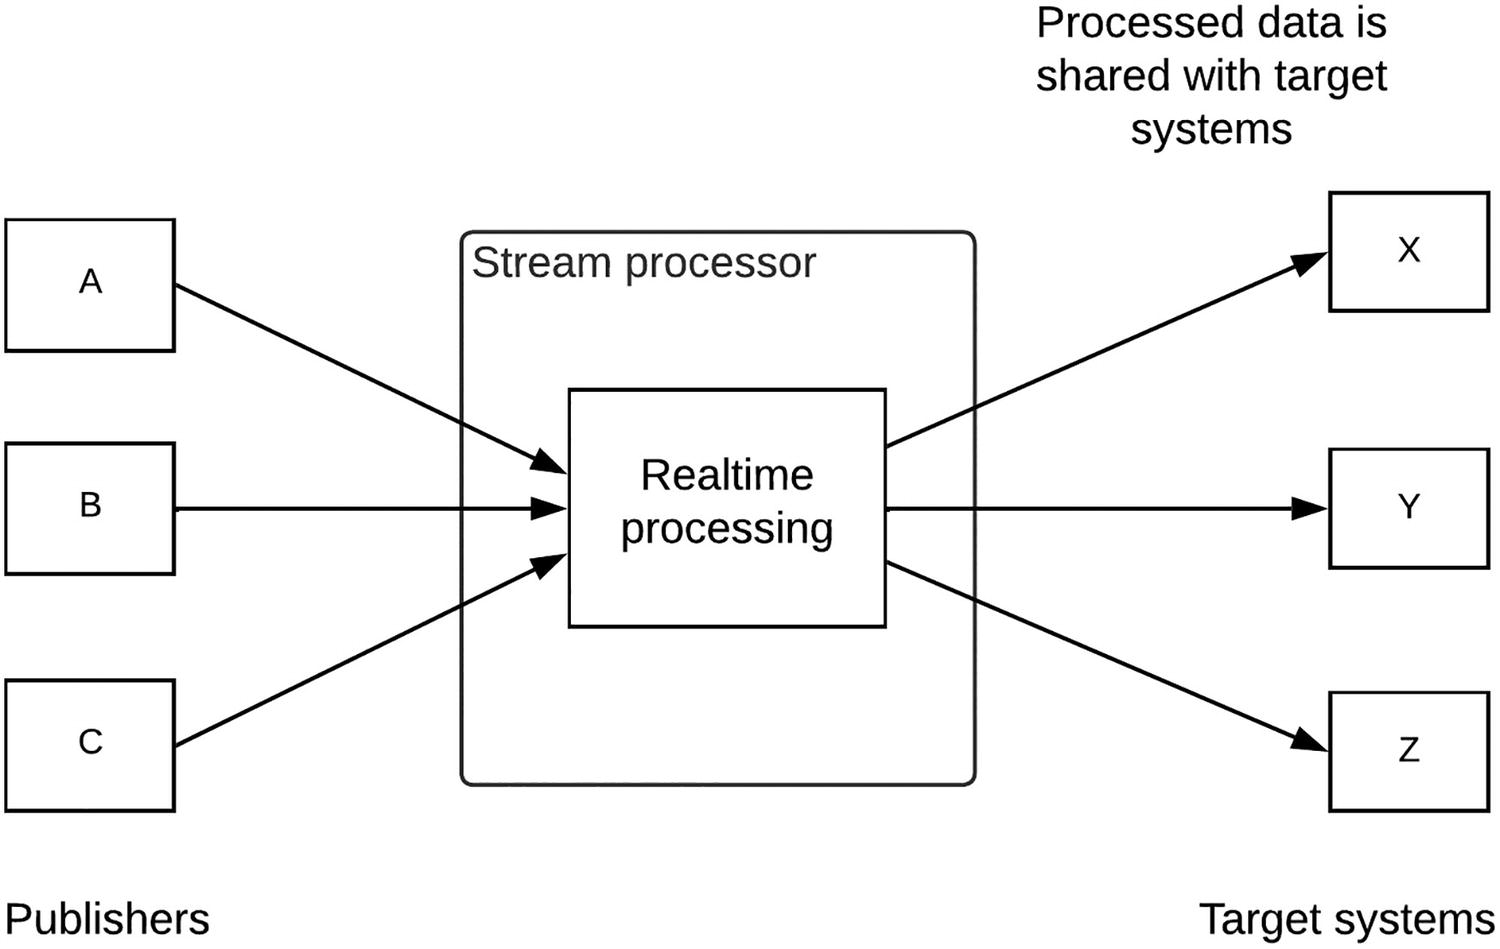 Processed data is
shared with target
systems
A
B
C
Stream processor
Realtime
processing
X
Y
Z
Publishers
Target systems